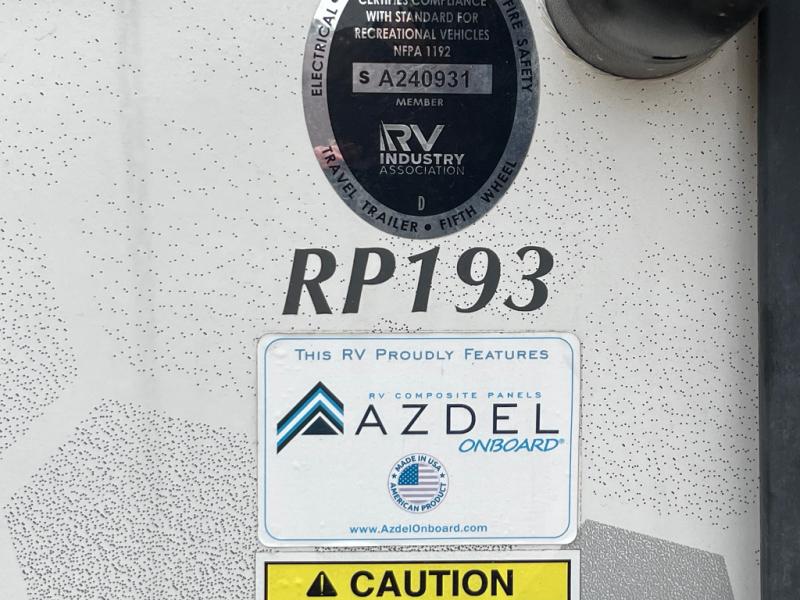 CERTIFIES COMPLIANCE
WITH STANDARD FOR
RECREATIONAL VEHICLES
NFPA 1192
ELECTRICAL
FIRE SAFETY
S A240931
MEMBER
RV
INDUSTRY
ASSOCIATION
D
TRAVEL TRAILER • FIFTH WHEEL
RP193
THIS RV PROUDLY FEATURES
RV COMPOSITE PANELS
AZDEL
ONBOARD®
MADE IN USA
AMERICAN PRODUCT
www.AzdelOnboard.com
CAUTION